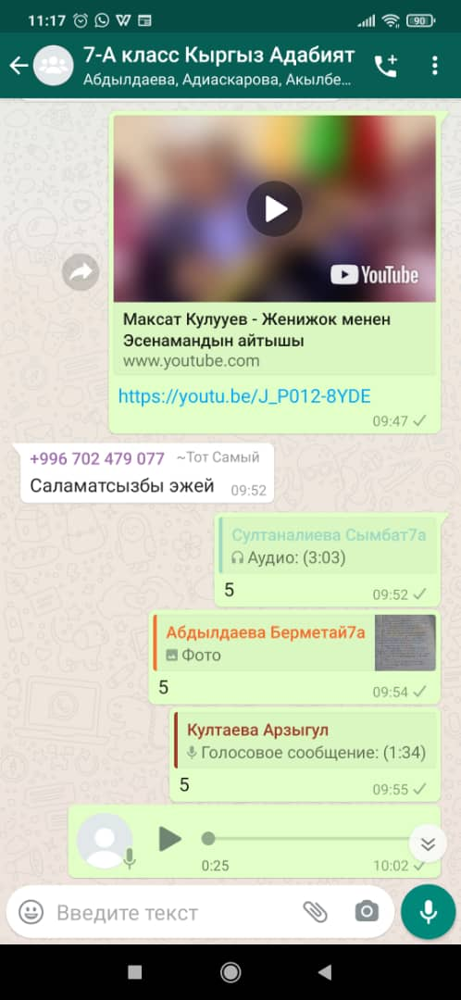 11:17
90
7-А класс Кыргыз Адабият
Абдылдаева, Адиаскарова, Акылбе...
YouTube
Максат Кулууев - Женижок менен
Эсенамандын айтышы
www.youtube.com
https://youtu.be/J_P012-8YDE
09:47
+996 702 479 077 ~Тот Самый
Саламатсызбы эжей 09:52
Султаналиева Сымбат7а
Аудио: (3:03)
5 09:52
Абдылдаева Берметай7а
Фото
5 09:54
Култаева Арзыгул
Голосовое сообщение: (1:34)
5 09:55
0:25 10:02
Введите текст